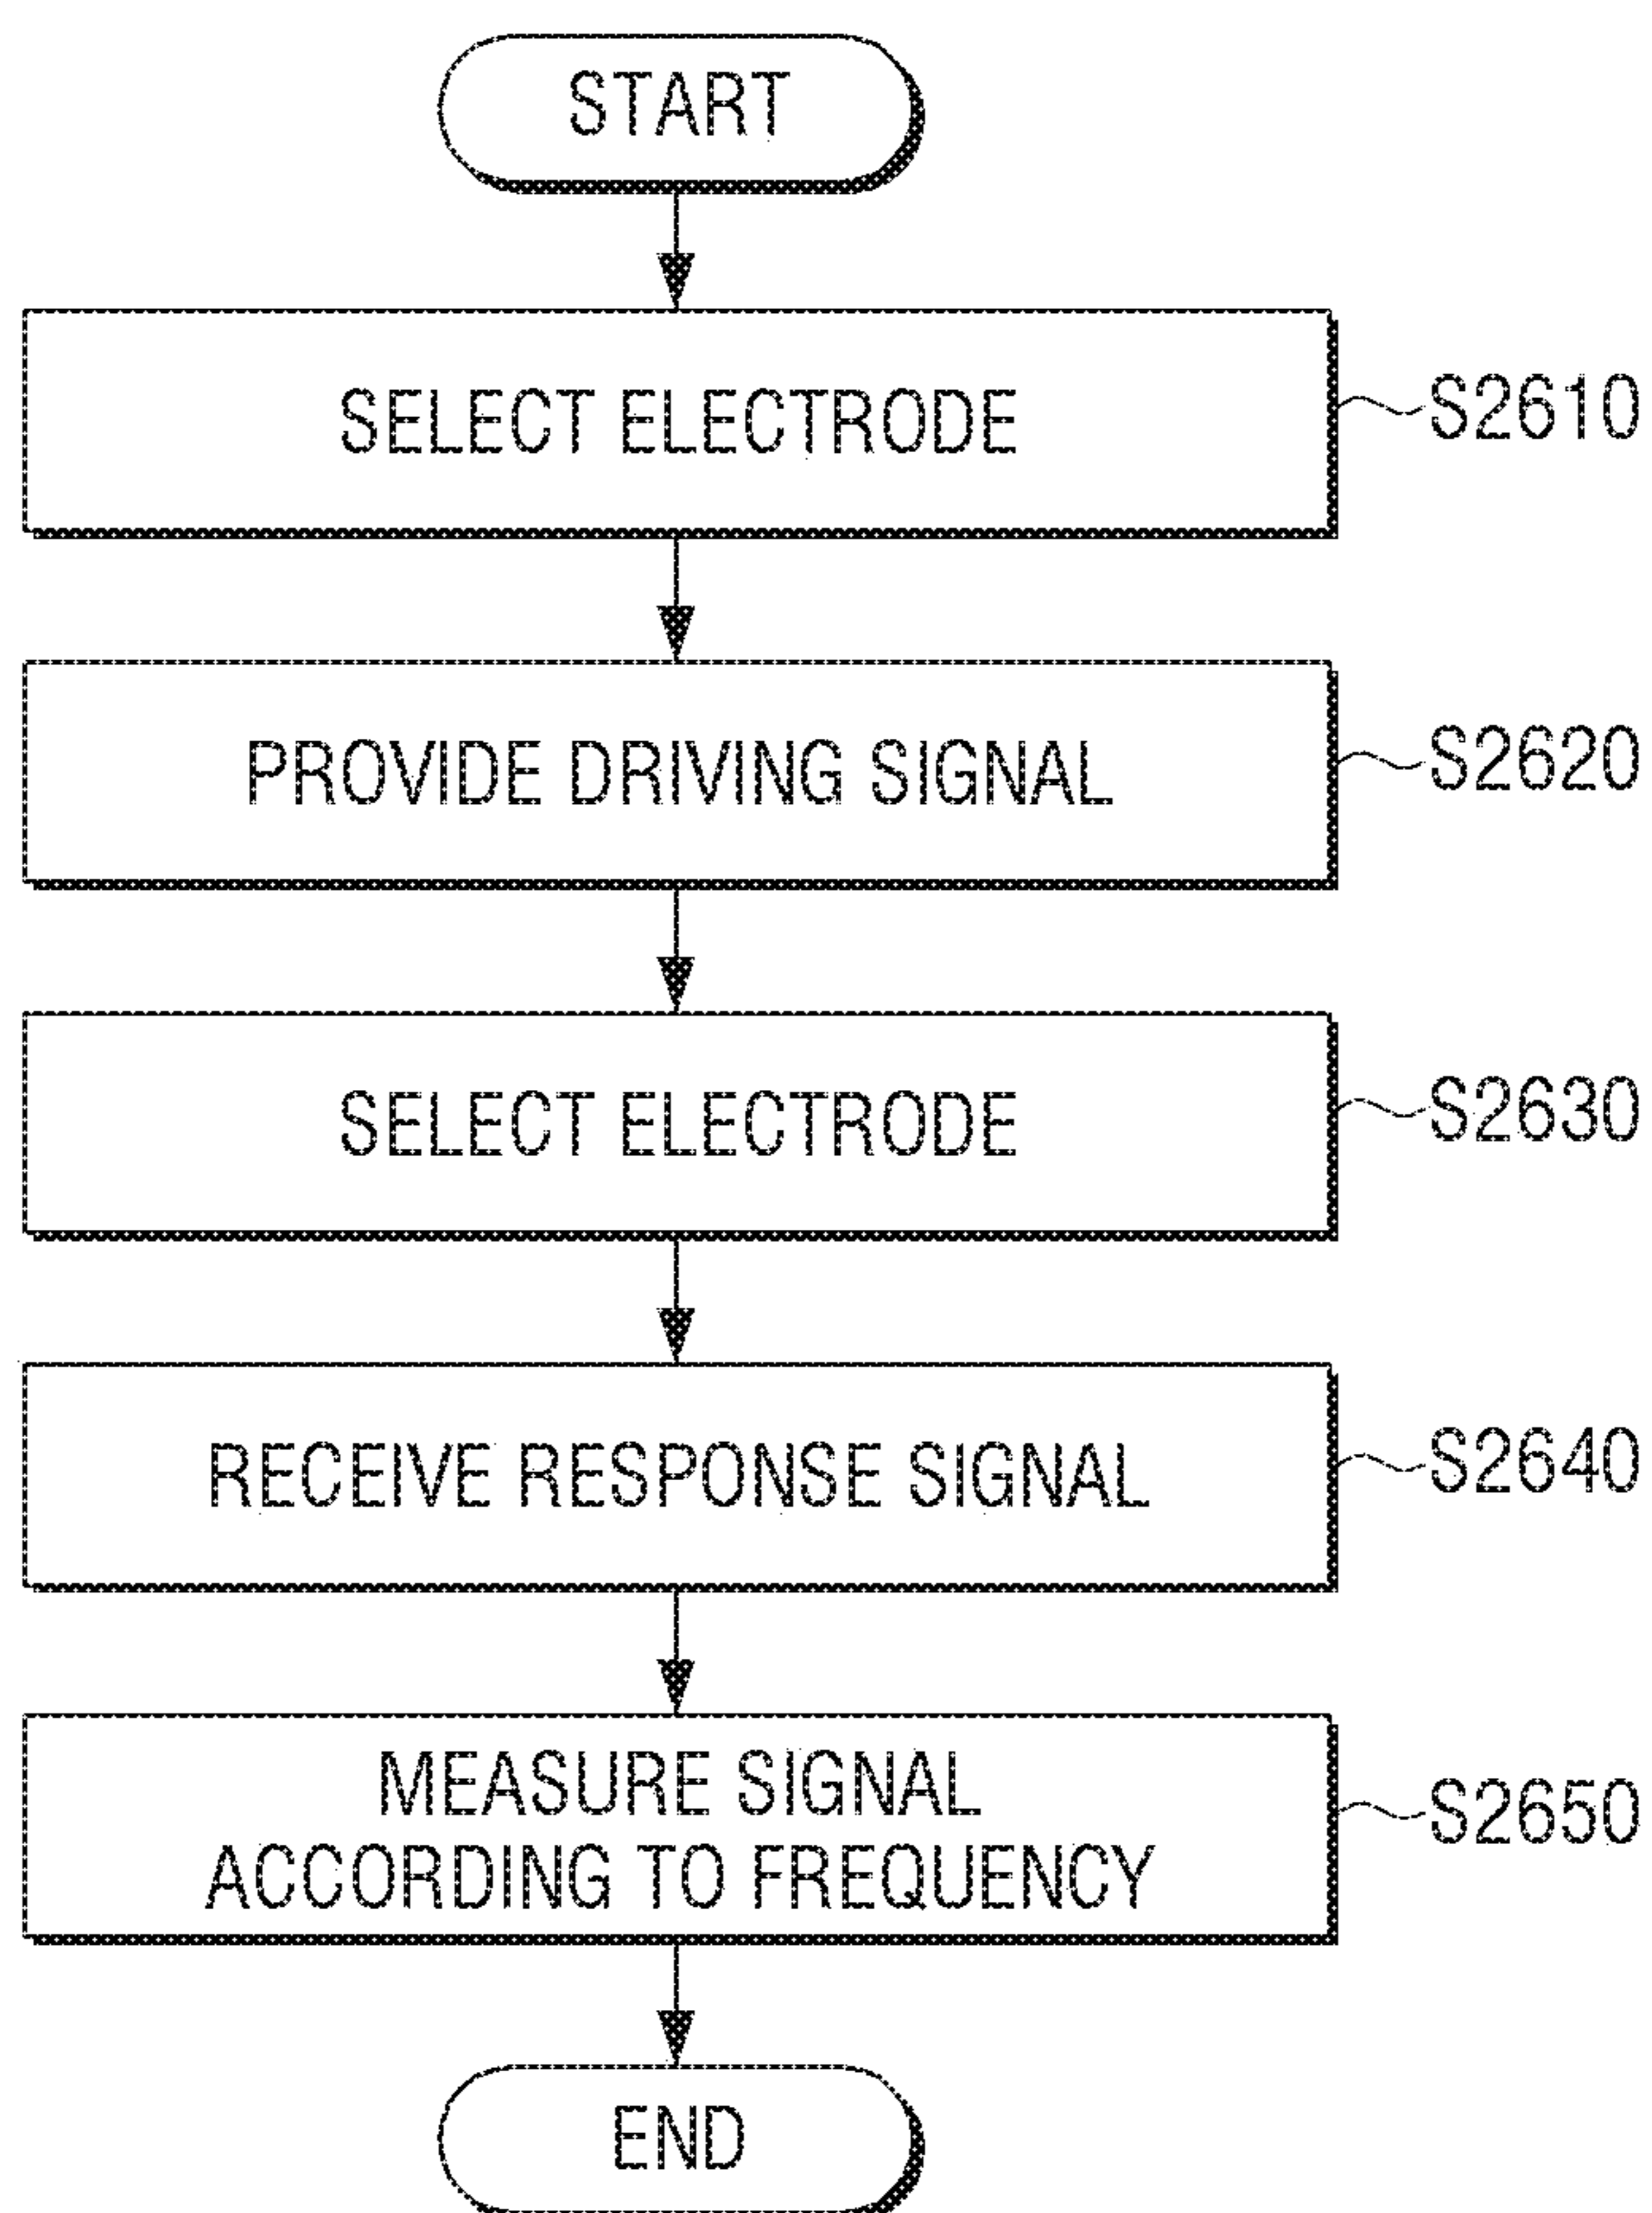 START
SELECT ELECTRODE
S2610
PROVIDE DRIVING SIGNAL
S2620
SELECT ELECTRODE
S2630
RECEIVE RESPONSE SIGNAL
S2640
MEASURE SIGNAL
ACCORDING TO FREQUENCY
S2650
END